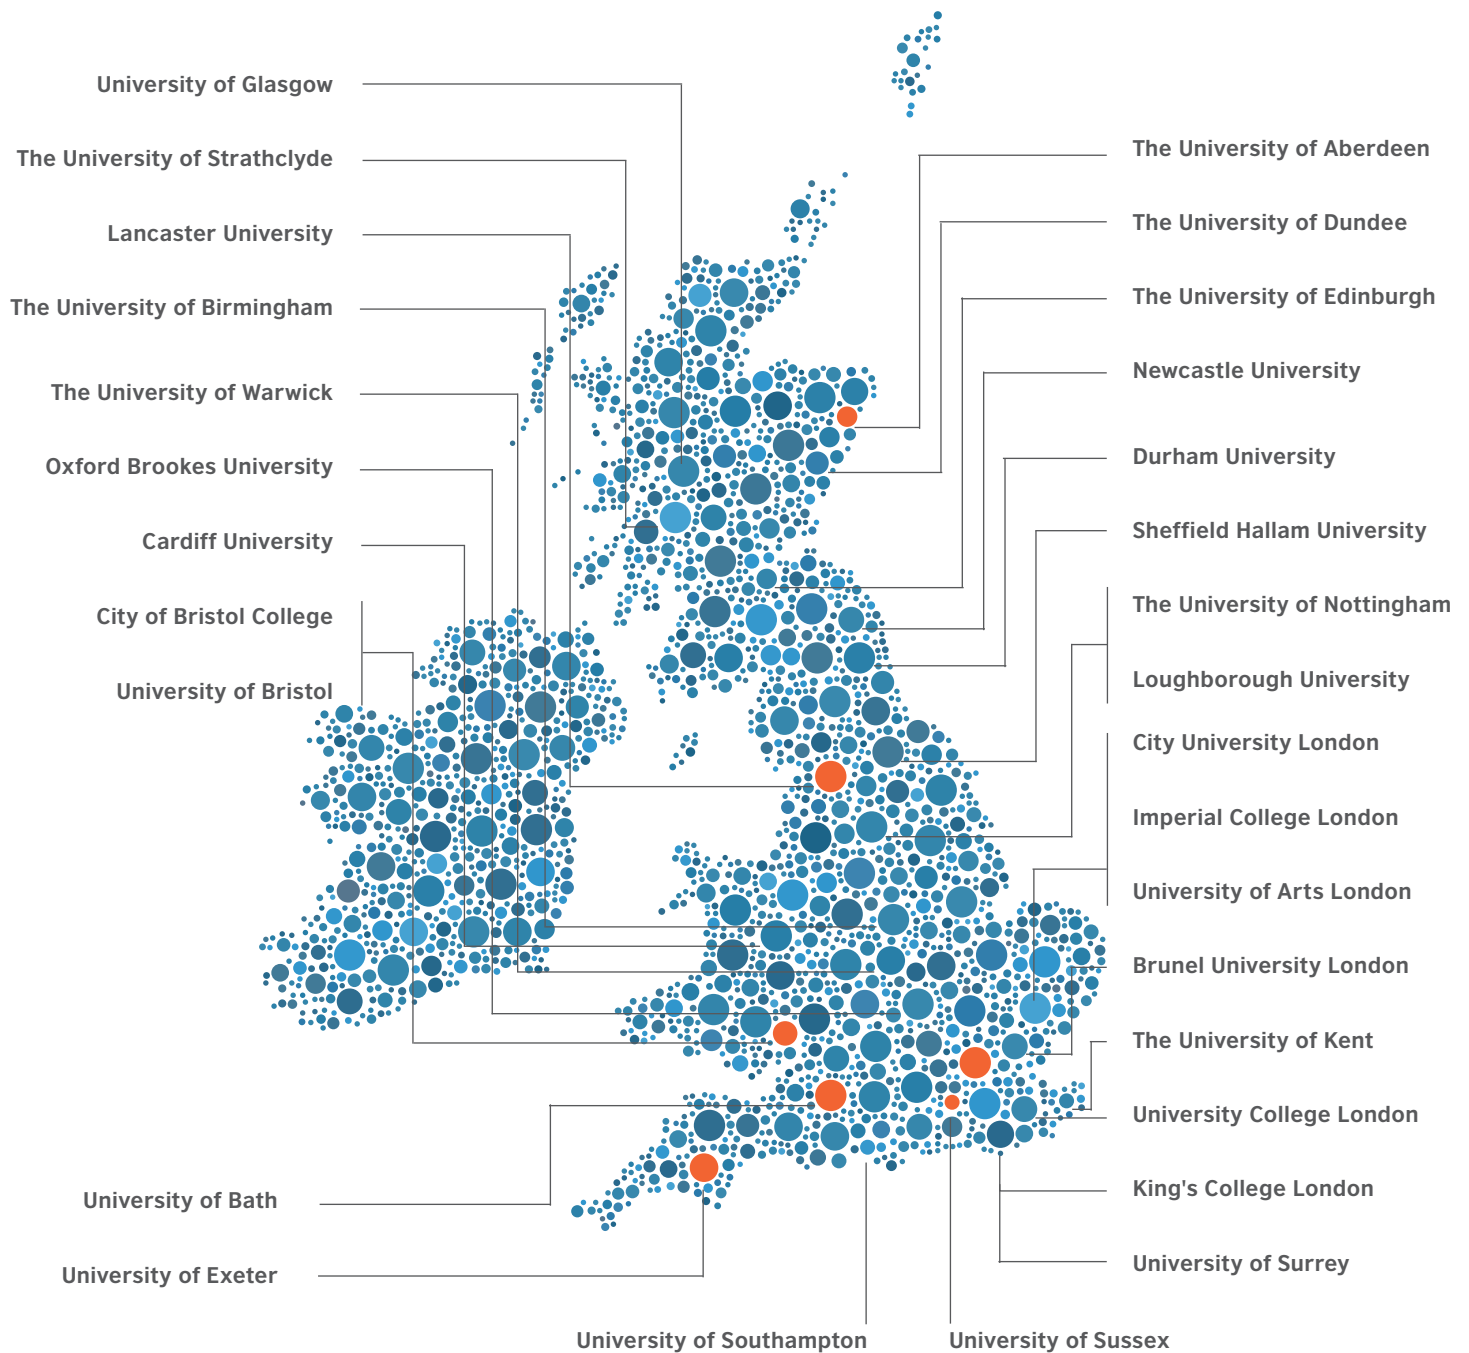 University of Glasgow
The University of Strathclyde
Lancaster University
The University of Birmingham
The University of Warwick
Oxford Brookes University
Cardiff University
City of Bristol College
University of Bristol
University of Bath
University of Exeter
The University of Aberdeen
The University of Dundee
The University of Edinburgh
Newcastle University
Durham University
Sheffield Hallam University
The University of Nottingham
Loughborough University
City University London
Imperial College London
University of Arts London
Brunel University London
The University of Kent
University College London
King's College London
University of Surrey
University of Southampton
University of Sussex